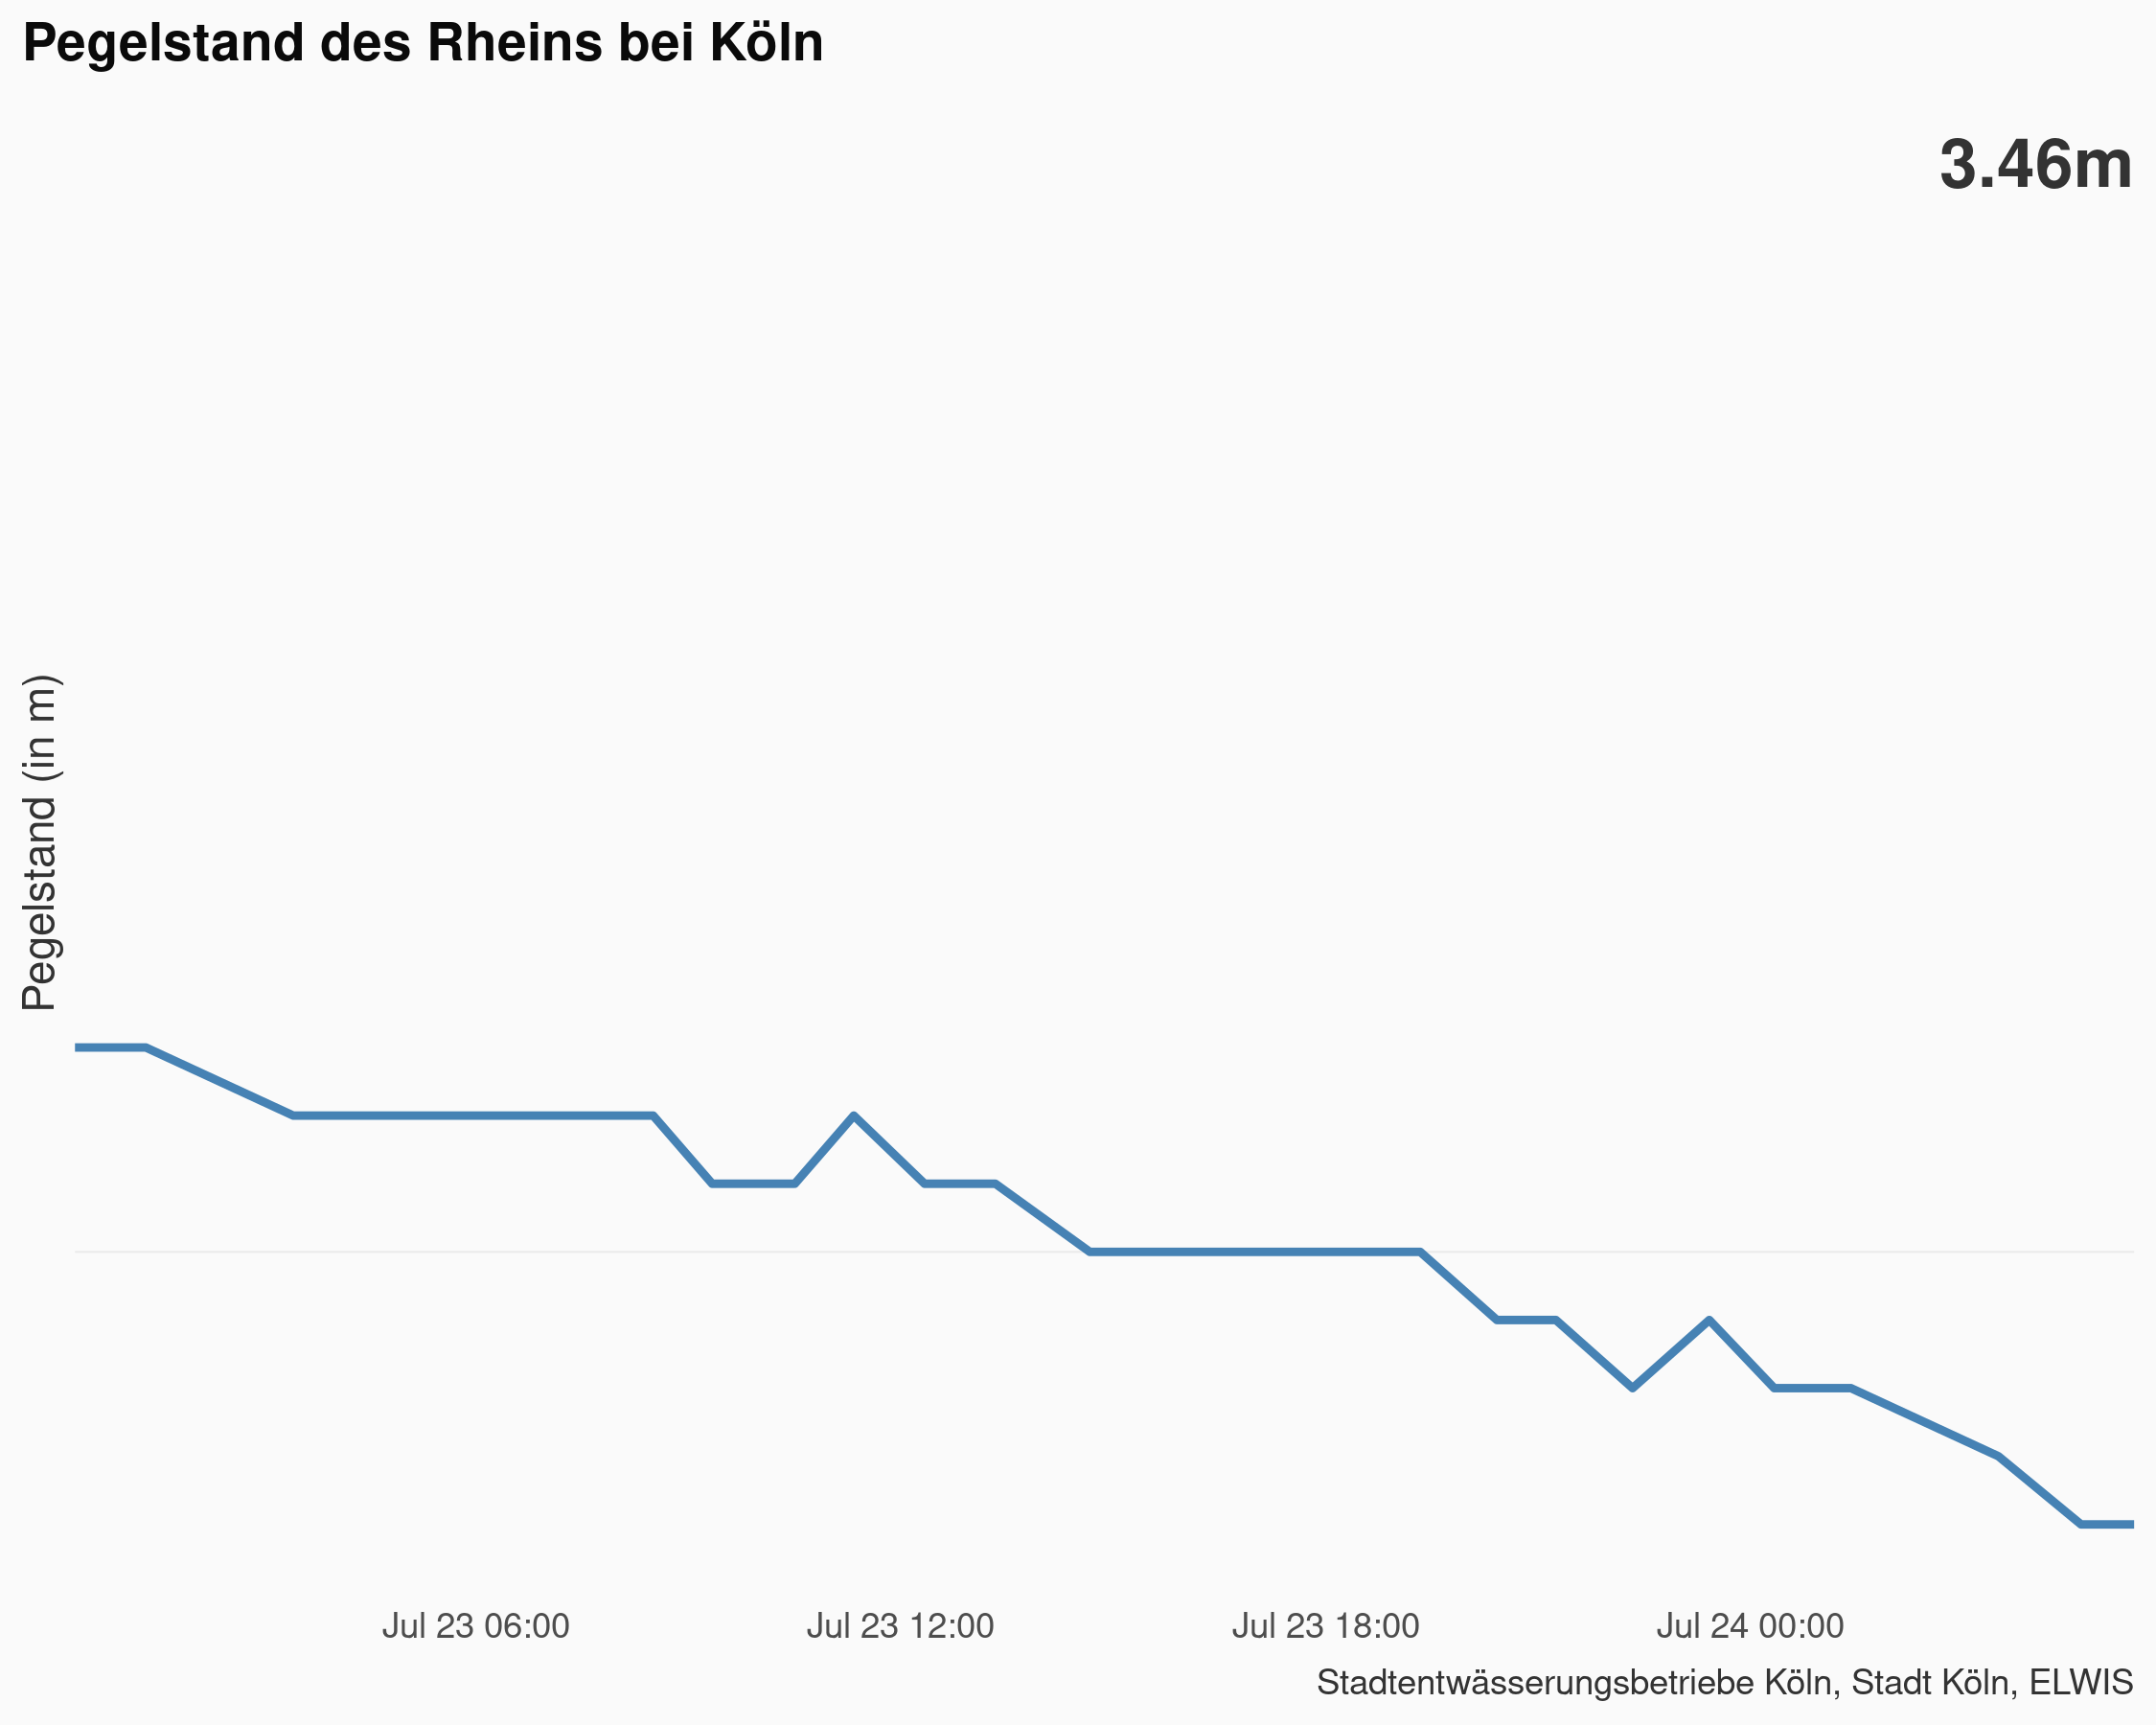 Pegelstand des Rheins bei Köln
3.46m
Pegelstand (in m)
Jul 23 06:00
Jul 23 12:00
Jul 23 18:00
Jul 24 00:00
Stadtentwässerungsbetriebe Köln, Stadt Köln, ELWIS